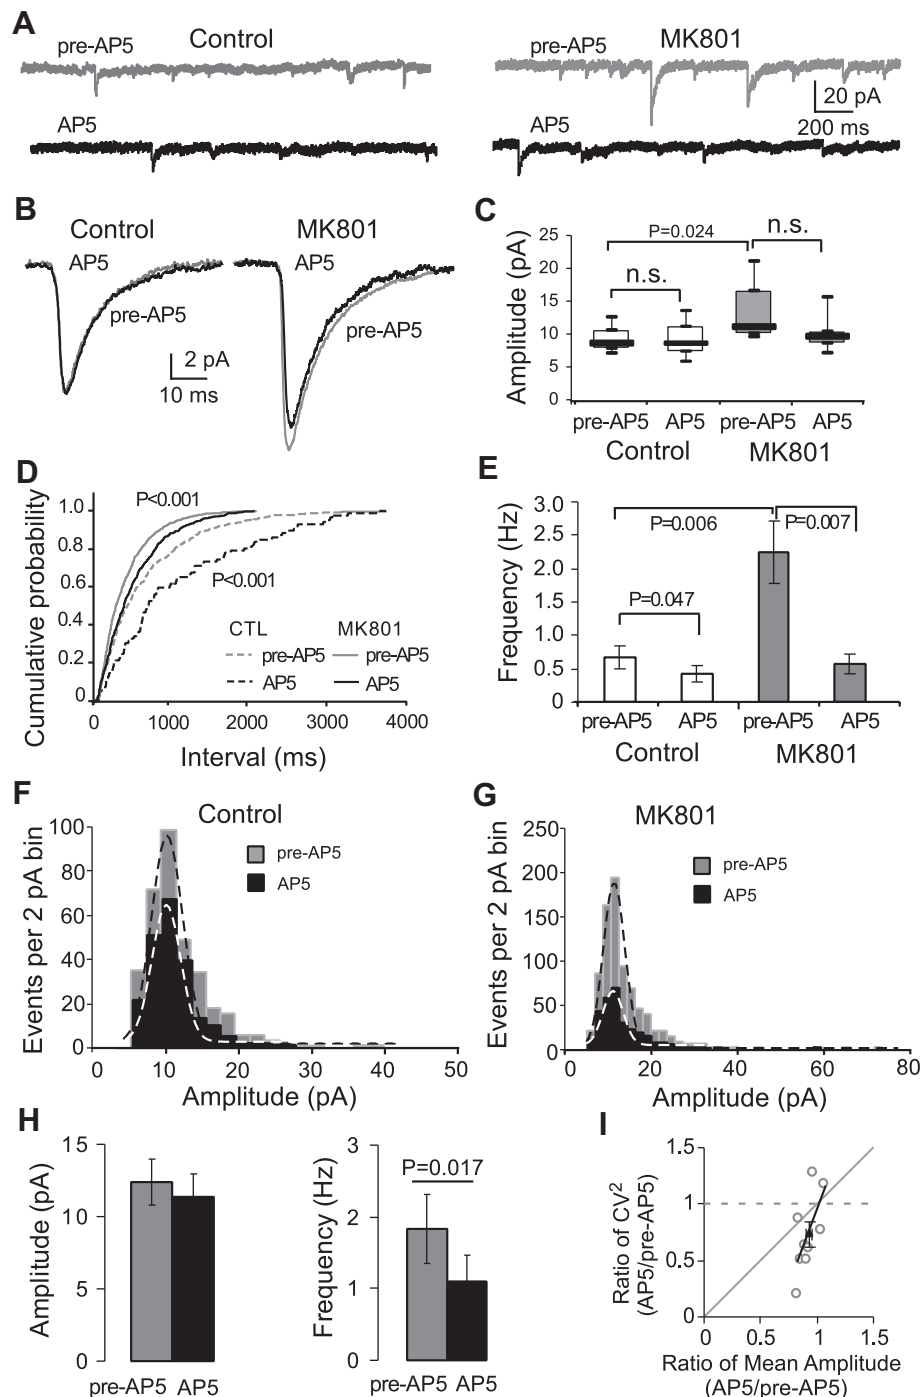 A
Control
MK801
pre-AP5
pre-AP5
AP5
AP5
20 pA
200 ms
B
Control
MK801
AP5
AP5
pre-AP5
pre-AP5
2 pA
10 ms
C
Amplitude (pA)
25
20
15
10
5
0
P=0.024
n.s.
n.s.
pre-AP5 AP5 pre-AP5 AP5
Control MK801
D
Cumulative probability
1.0
0.8
0.6
0.4
0.2
0
P<0.001
P<0.001
CTL MK801
pre-AP5 pre-AP5
AP5 AP5
0 1000 2000 3000 4000
Interval (ms)
E
Frequency (Hz)
3.0
2.5
2.0
1.5
1.0
0.5
0
P=0.006
P=0.007
P=0.047
pre-AP5 AP5 pre-AP5 AP5
Control MK801
F
Control
Events per 2 pA bin
100
80
60
40
20
0
pre-AP5
AP5
0 10 20 30 40 50
Amplitude (pA)
G
MK801
Events per 2 pA bin
250
200
150
100
50
0
pre-AP5
AP5
0 20 40 60 80
Amplitude (pA)
H
Amplitude (pA)
15
10
5
0
pre-AP5 AP5
Frequency (Hz)
3
2
1
0
P=0.017
pre-AP5 AP5
I
Ratio of CV2
(AP5/pre-AP5)
1.5
1
0.5
0
0 0.5 1 1.5
Ratio of Mean Amplitude
(AP5/pre-AP5)